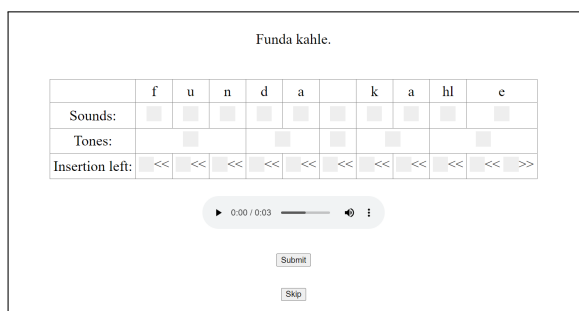 Funda kahle.
f u n d a k a hl e
Sounds:
Tones:
Insertion left: << << << << << << << << << << >>
0:00 / 0:03
Submit
Skip